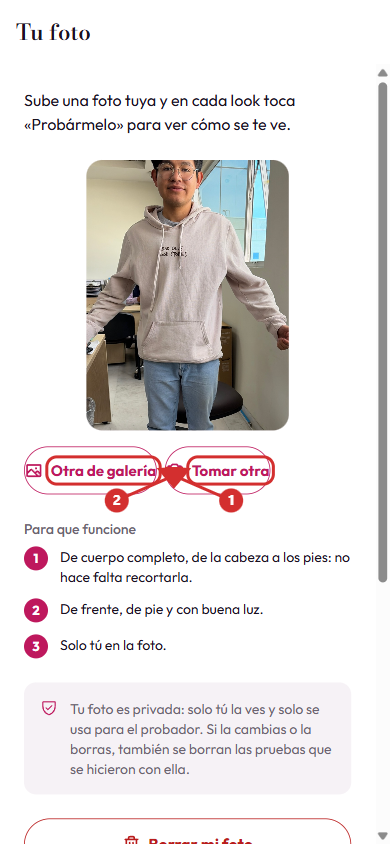 Tu foto
Sube una foto tuya y en cada look toca
«Probármelo» para ver cómo se te ve.
Otra de galería
Tomar otra
2
1
Para que funcione
1 De cuerpo completo, de la cabeza a los pies: no
hace falta recortarla.
2 De frente, de pie y con buena luz.
3 Solo tú en la foto.
Tu foto es privada: solo tú la ves y solo se
usa para el probador. Si la cambias o la
borras, también se borran las pruebas que
se hicieron con ella.
Borrar mi foto